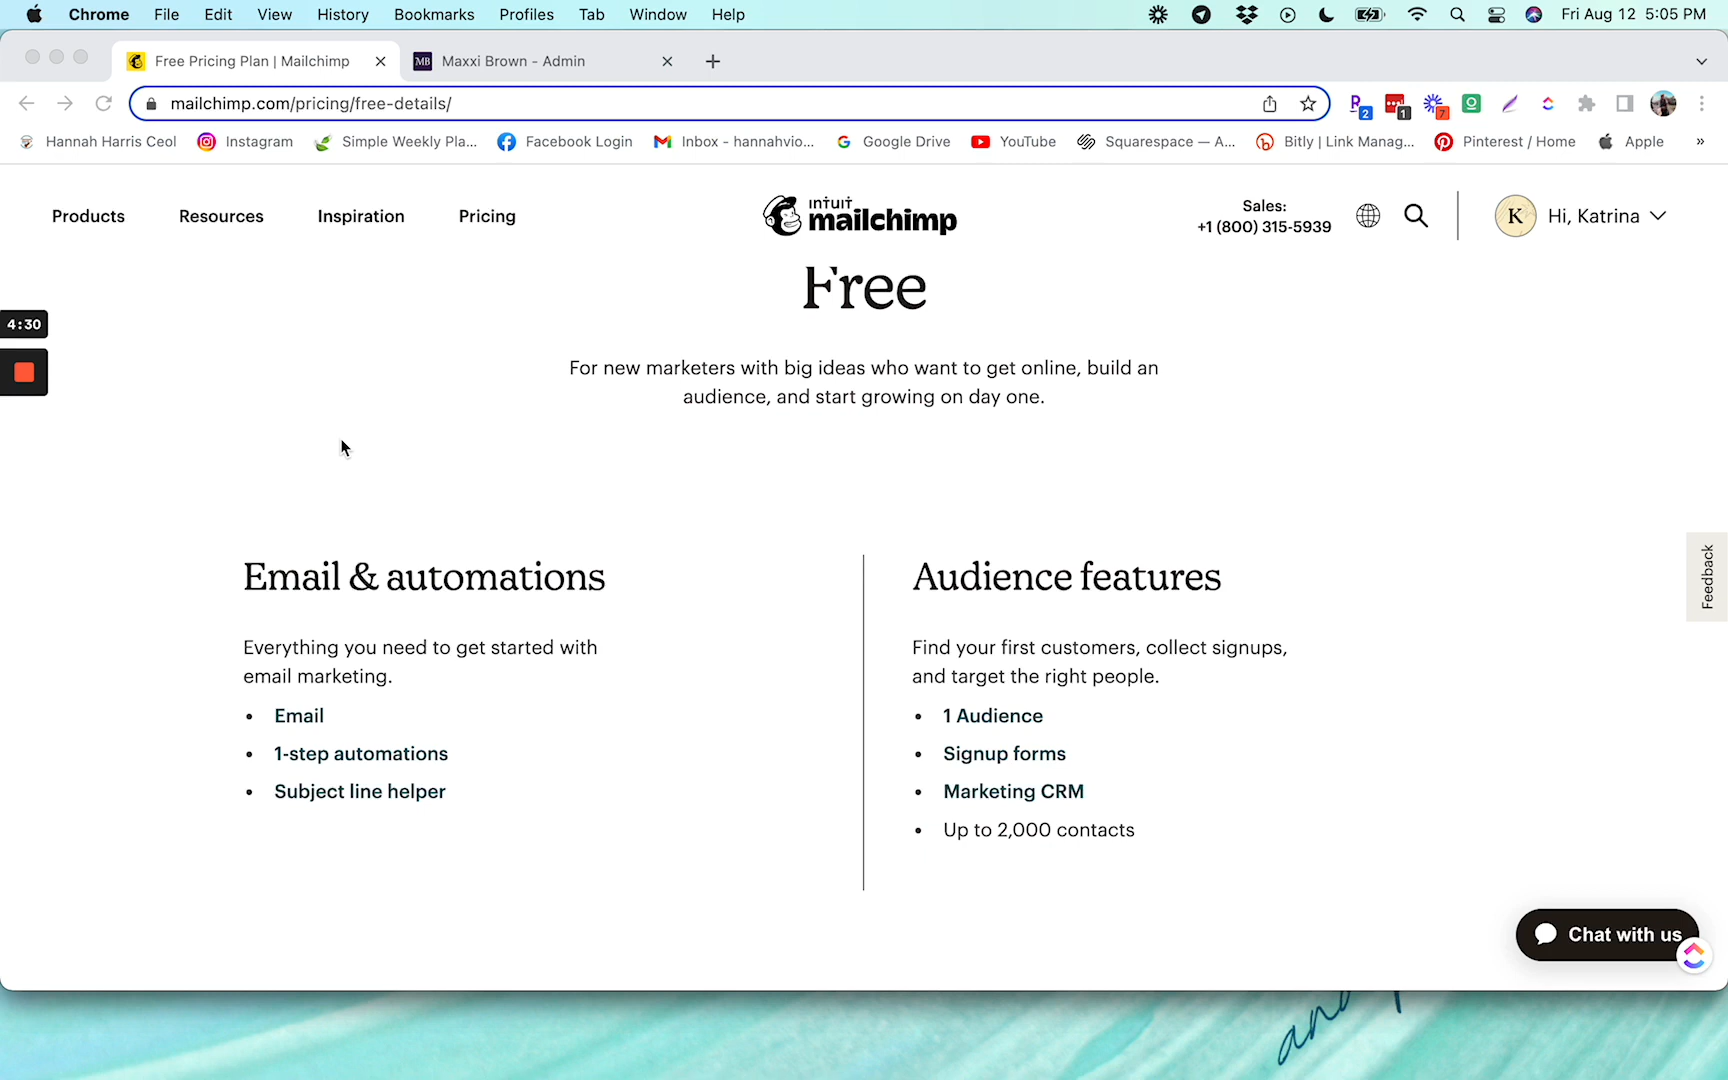 Chrome File Edit View History Bookmarks Profiles Tab Window Help Fri Aug 12 5:05 PM
Free Pricing Plan | Mailchimp MB Maxxi Brown - Admin
mailchimp.com/pricing/free-details/ 2 1 7
Hannah Harris Ceol Instagram Simple Weekly Pla... Facebook Login Inbox - hannahvio... Google Drive YouTube Squarespace — A... Bitly | Link Manag... Pinterest / Home Apple »
Products Resources Inspiration Pricing
INTUIT
mailchimp
Sales:
+1 (800) 315-5939
K Hi, Katrina
Free
4:30
For new marketers with big ideas who want to get online, build an
audience, and start growing on day one.
Email & automations
Everything you need to get started with
email marketing.
• Email
• 1-step automations
• Subject line helper
Audience features
Find your first customers, collect signups,
and target the right people.
• 1 Audience
• Signup forms
• Marketing CRM
• Up to 2,000 contacts
Feedback
Chat with us
and